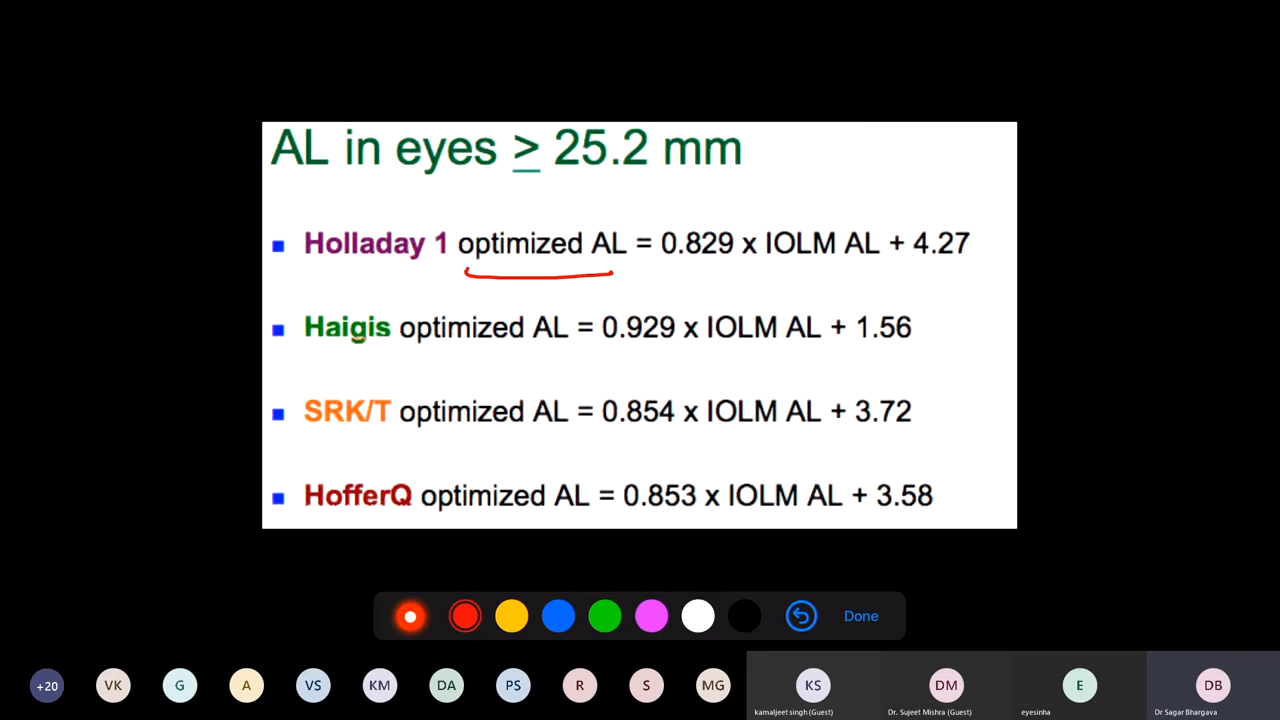 AL in eyes ≥ 25.2 mm
Holladay 1 optimized AL = 0.829 x IOLM AL + 4.27
Haigis optimized AL = 0.929 x IOLM AL + 1.56
SRK/T optimized AL = 0.854 x IOLM AL + 3.72
HofferQ optimized AL = 0.853 x IOLM AL + 3.58
Done
+20 VK G A VS KM DA PS R S MG KS DM E DB
kamaljeet singh (Guest) Dr. Sujeet Mishra (Guest) eyesinha Dr Sagar Bhargava